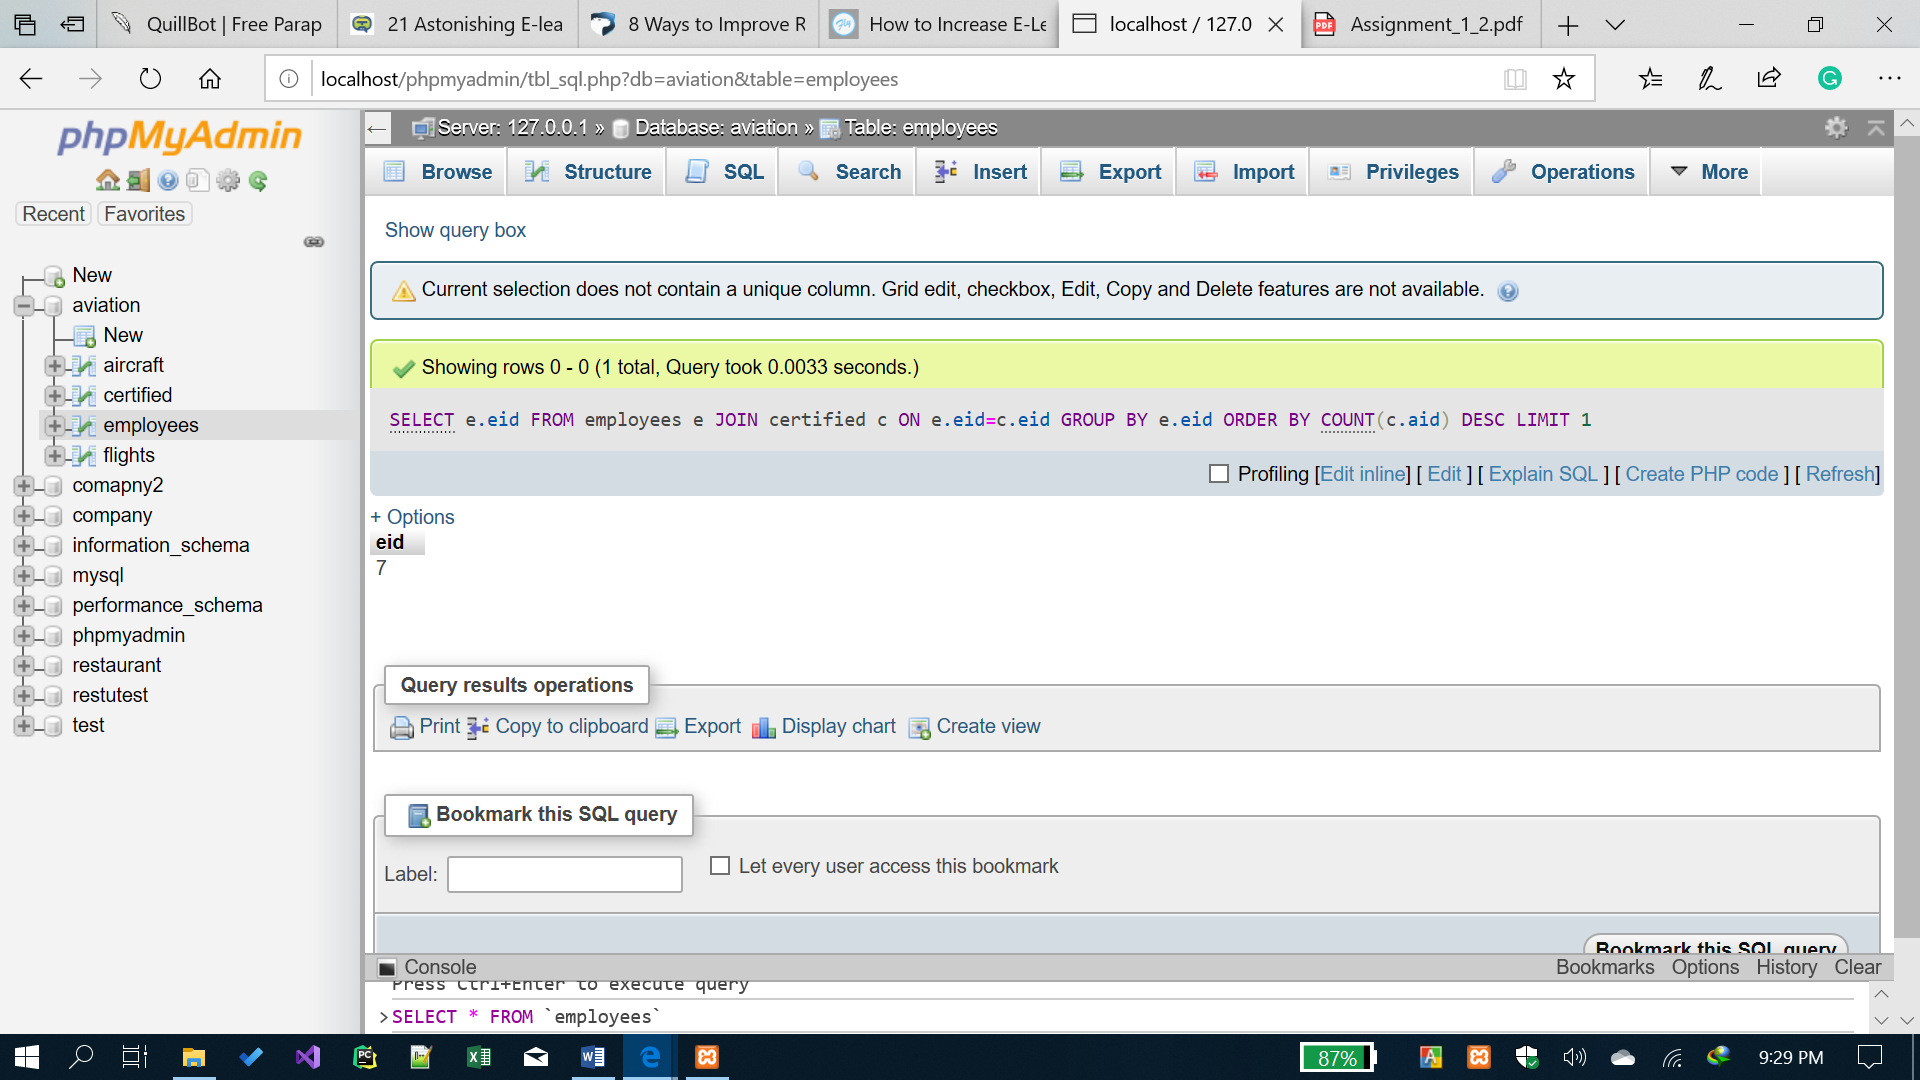 QuillBot | Free Parap
21 Astonishing E-lea
8 Ways to Improve R
How to Increase E-Le
localhost / 127.0
Assignment_1_2.pdf
localhost/phpmyadmin/tbl_sql.php?db=aviation&table=employees
phpMyAdmin
Recent Favorites
New
aviation
New
aircraft
certified
employees
flights
comapny2
company
information_schema
mysql
performance_schema
phpmyadmin
restaurant
restutest
test
Server: 127.0.0.1 » Database: aviation » Table: employees
Browse Structure SQL Search Insert Export Import Privileges Operations More
Show query box
Current selection does not contain a unique column. Grid edit, checkbox, Edit, Copy and Delete features are not available.
Showing rows 0 - 0 (1 total, Query took 0.0033 seconds.)
SELECT e.eid FROM employees e JOIN certified c ON e.eid=c.eid GROUP BY e.eid ORDER BY COUNT(c.aid) DESC LIMIT 1
Profiling [Edit inline] [ Edit ] [ Explain SQL ] [ Create PHP code ] [ Refresh]
+ Options
eid
7
Query results operations
Print Copy to clipboard Export Display chart Create view
Bookmark this SQL query
Label:
Let every user access this bookmark
Bookmark this SQL query
Console
Bookmarks Options History Clear
Press Ctrl+Enter to execute query
>SELECT * FROM `employees`
87%
9:29 PM